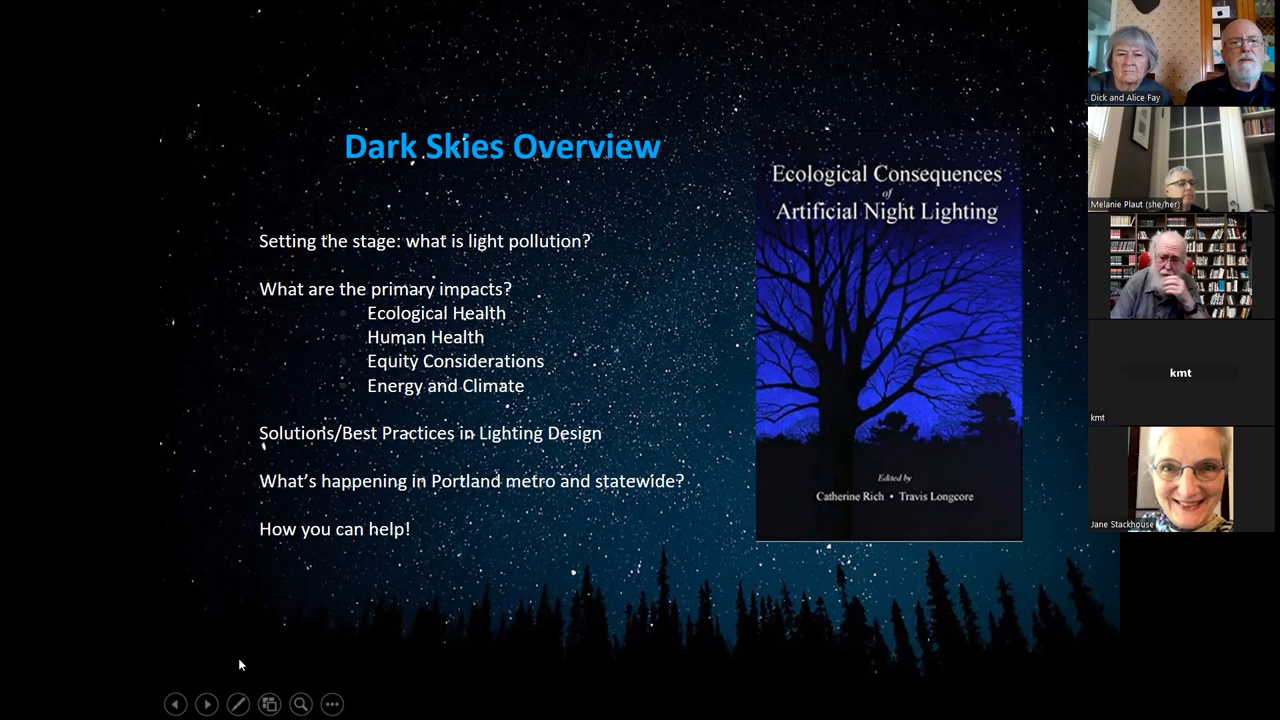 Dark Skies Overview
Setting the stage: what is light pollution?
What are the primary impacts?
Ecological Health
Human Health
Equity Considerations
Energy and Climate
Solutions/Best Practices in Lighting Design
What's happening in Portland metro and statewide?
How you can help!
Ecological Consequences
of
Artificial Night Lighting
Edited by
Catherine Rich • Travis Longcore
Dick and Alice Fay
Melanie Plaut (she/her)
kmt
kmt
Jane Stackhouse